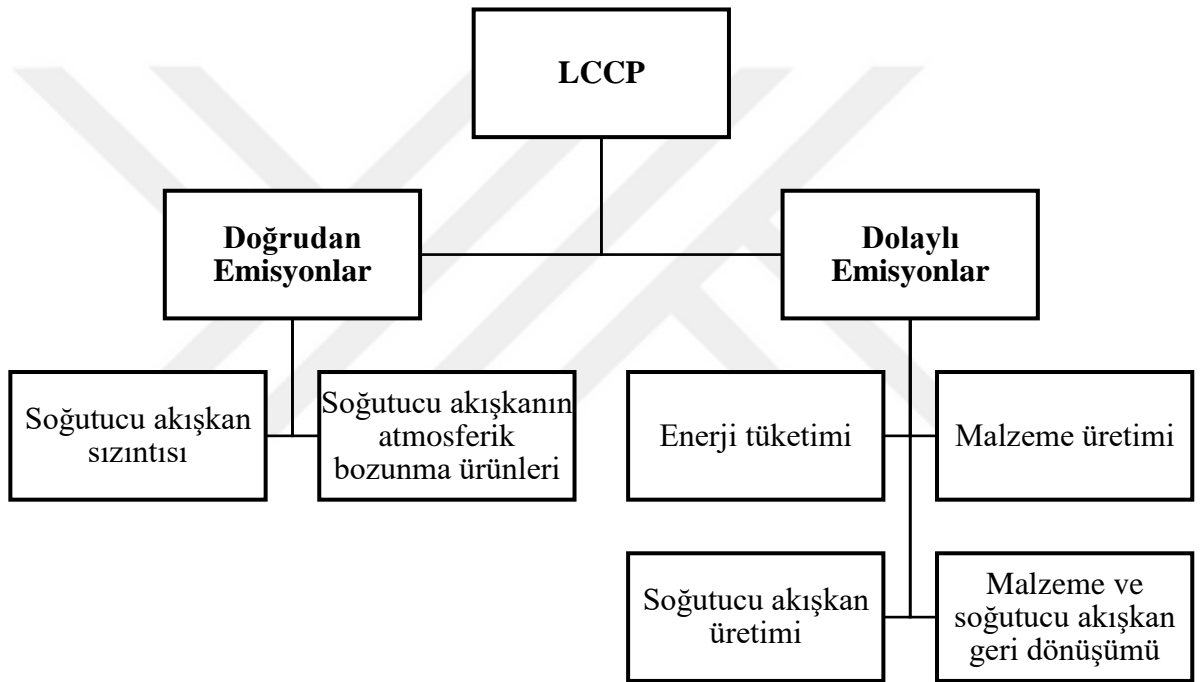 LCCP
Doğrudan
Emisyonlar
Dolaylı
Emisyonlar
Soğutucu akışkan
sızıntısı
Soğutucu akışkanın
atmosferik
bozunma ürünleri
Enerji tüketimi
Malzeme üretimi
Soğutucu akışkan
üretimi
Malzeme ve
soğutucu akışkan
geri dönüşümü